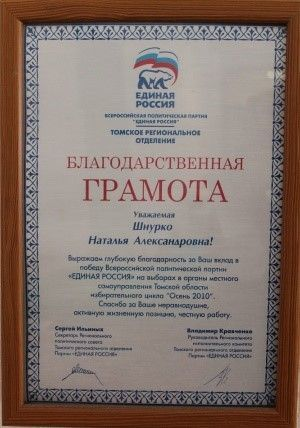 ЕДИНАЯ
РОССИЯ
ВСЕРОССИЙСКАЯ ПОЛИТИЧЕСКАЯ ПАРТИЯ
"ЕДИНАЯ РОССИЯ"
ТОМСКОЕ РЕГИОНАЛЬНОЕ
ОТДЕЛЕНИЕ
БЛАГОДАРСТВЕННАЯ
ГРАМОТА
Уважаемая
Шнурко
Наталья Александровна!
Выражаем глубокую благодарность за Ваш вклад в
победу Всероссийской политической партии
«ЕДИНАЯ РОССИЯ» на выборах в органы местного
самоуправления Томской области
избирательного цикла "Осень 2010".
Спасибо за Ваше неравнодушие,
активную жизненную позицию, честную работу.
Сергей Ильиных
Секретарь Регионального
политического совета
Томского регионального отделения
Партии «ЕДИНАЯ РОССИЯ»
Владимир Кравченко
Руководитель Регионального
исполнительного комитета
Томского регионального отделения
Партии «ЕДИНАЯ РОССИЯ»